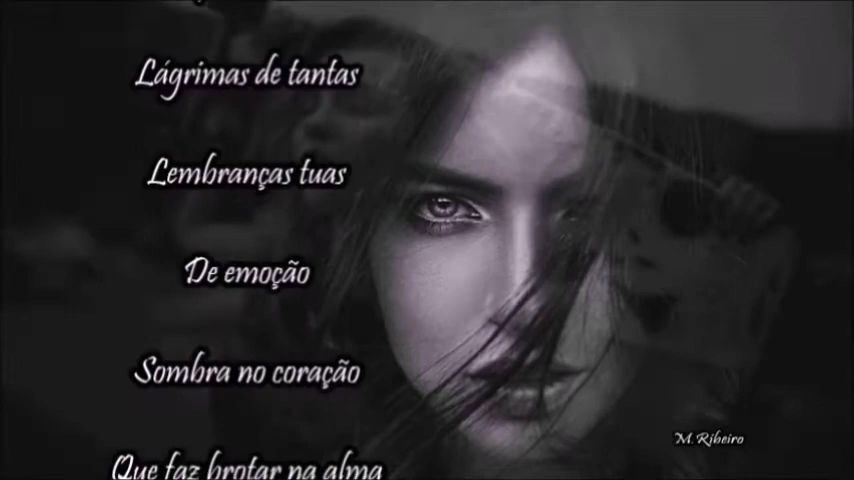 Lágrimas de tantas
Lembranças tuas
De emoção
Sombra no coração
Que faz brotar na alma
M. Ribeiro